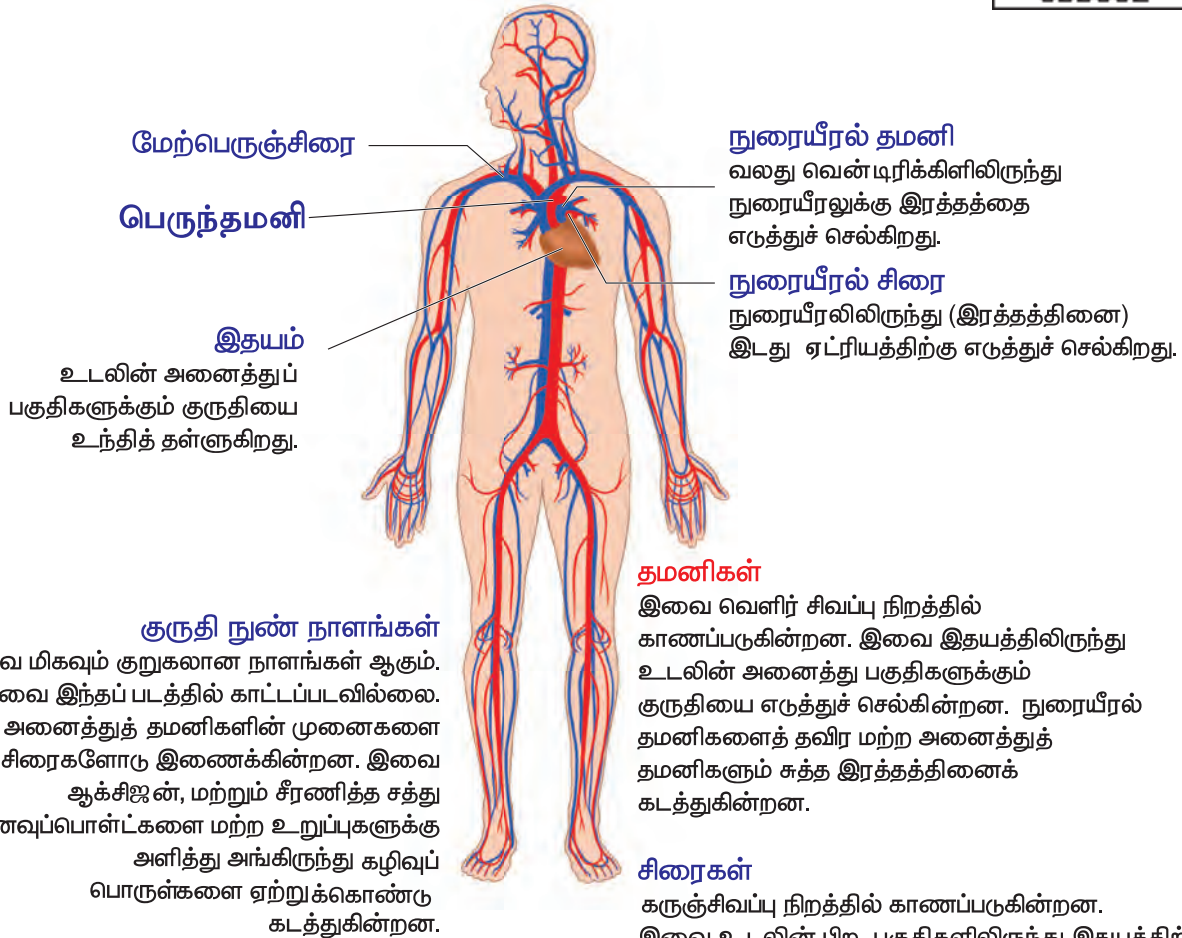 மேற்பெருஞ்சிரை
பெருந்தமனி
இதயம்
உடலின் அனைத்துப்
பகுதிகளுக்கும் குருதியை
உந்தித் தள்ளுகிறது.
நுரையீரல் தமனி
வலது வென்டிரிக்கிளிலிருந்து
நுரையீரலுக்கு இரத்தத்தை
எடுத்துச் செல்கிறது.
நுரையீரல் சிரை
நுரையீரலிலிருந்து (இரத்தத்தினை)
இடது ஏட்ரியத்திற்கு எடுத்துச் செல்கிறது.
குருதி நுண் நாளங்கள்
மிகவும் குறுகலான நாளங்கள் ஆகும்.
இந்தப் படத்தில் காட்டப்படவில்லை.
அனைத்துத் தமனிகளின் முனைகளை
சிரைகளோடு இணைக்கின்றன. இவை
ஆக்சிஜன், மற்றும் சீரணித்த சத்து
மற்ற உறுப்புகளுக்கு
அளித்து அங்கிருந்து கழிவுப்
பொருள்களை ஏற்றுக்கொண்டு
கடத்துகின்றன.
தமனிகள்
இவை வெளிர் சிவப்பு நிறத்தில்
காணப்படுகின்றன. இவை இதயத்திலிருந்து
உடலின் அனைத்து பகுதிகளுக்கும்
குருதியை எடுத்துச் செல்கின்றன. நுரையீரல்
தமனிகளைத் தவிர மற்ற அனைத்துத்
தமனிகளும் சுத்த இரத்தத்தினைக்
கடத்துகின்றன.
சிரைகள்
கருஞ்சிவப்பு நிறத்தில் காணப்படுகின்றன.
இவை உடலின் பிற பகுதிகளிலிருந்து